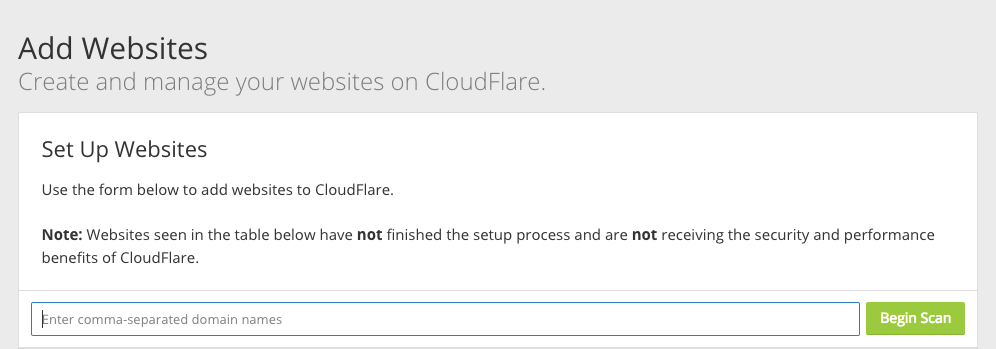 Add Websites
Create and manage your websites on CloudFlare.
Set Up Websites
Use the form below to add websites to CloudFlare.
Note: Websites seen in the table below have not finished the setup process and are not receiving the security and performance
benefits of CloudFlare.
Enter comma-separated domain names
Begin Scan